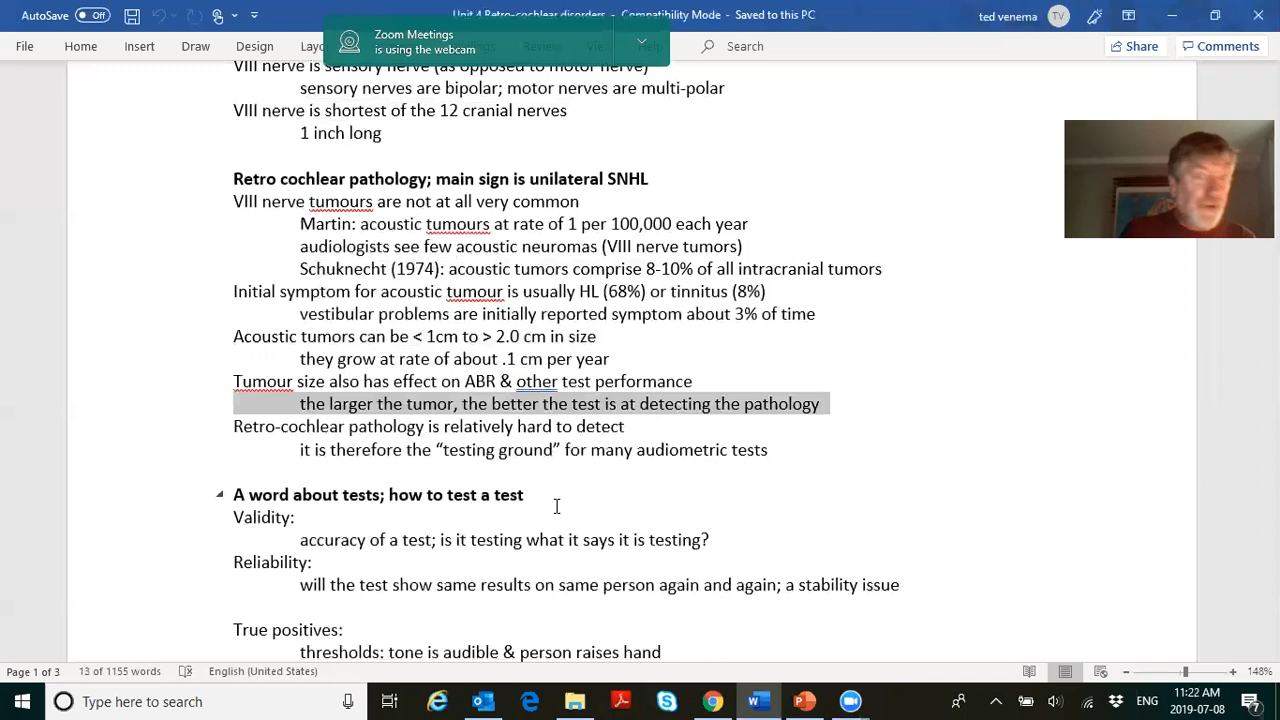 Unit 4 Retro-cochlear disorders - Compatibility Mode - Saved to this PC
ted venema
TV
File Home Insert Draw Design Help Search Share Comments
Zoom Meetings
is using the webcam
VIII nerve is sensory nerve (as opposed to motor nerve)
sensory nerves are bipolar; motor nerves are multi-polar
VIII nerve is shortest of the 12 cranial nerves
1 inch long
Retro cochlear pathology; main sign is unilateral SNHL
VIII nerve tumours are not at all very common
Martin: acoustic tumours at rate of 1 per 100,000 each year
audiologists see few acoustic neuromas (VIII nerve tumors)
Schuknecht (1974): acoustic tumors comprise 8-10% of all intracranial tumors
Initial symptom for acoustic tumour is usually HL (68%) or tinnitus (8%)
vestibular problems are initially reported symptom about 3% of time
Acoustic tumors can be < 1cm to > 2.0 cm in size
they grow at rate of about .1 cm per year
Tumour size also has effect on ABR & other test performance
the larger the tumor, the better the test is at detecting the pathology
Retro-cochlear pathology is relatively hard to detect
it is therefore the “testing ground” for many audiometric tests
A word about tests; how to test a test
Validity:
accuracy of a test; is it testing what it says it is testing?
Reliability:
will the test show same results on same person again and again; a stability issue
True positives:
thresholds: tone is audible & person raises hand
Page 1 of 3 13 of 1155 words English (United States) 148%
Type here to search
ENG
11:22 AM
2019-07-08
7